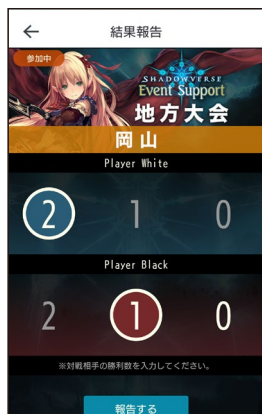 ← 結果報告
参加中
SHADOWVERSE
Event Support
地方大会
岡山
Player White
2 1 0
Player Black
2 1 0
※対戦相手の勝利数を入力してください。
報告する